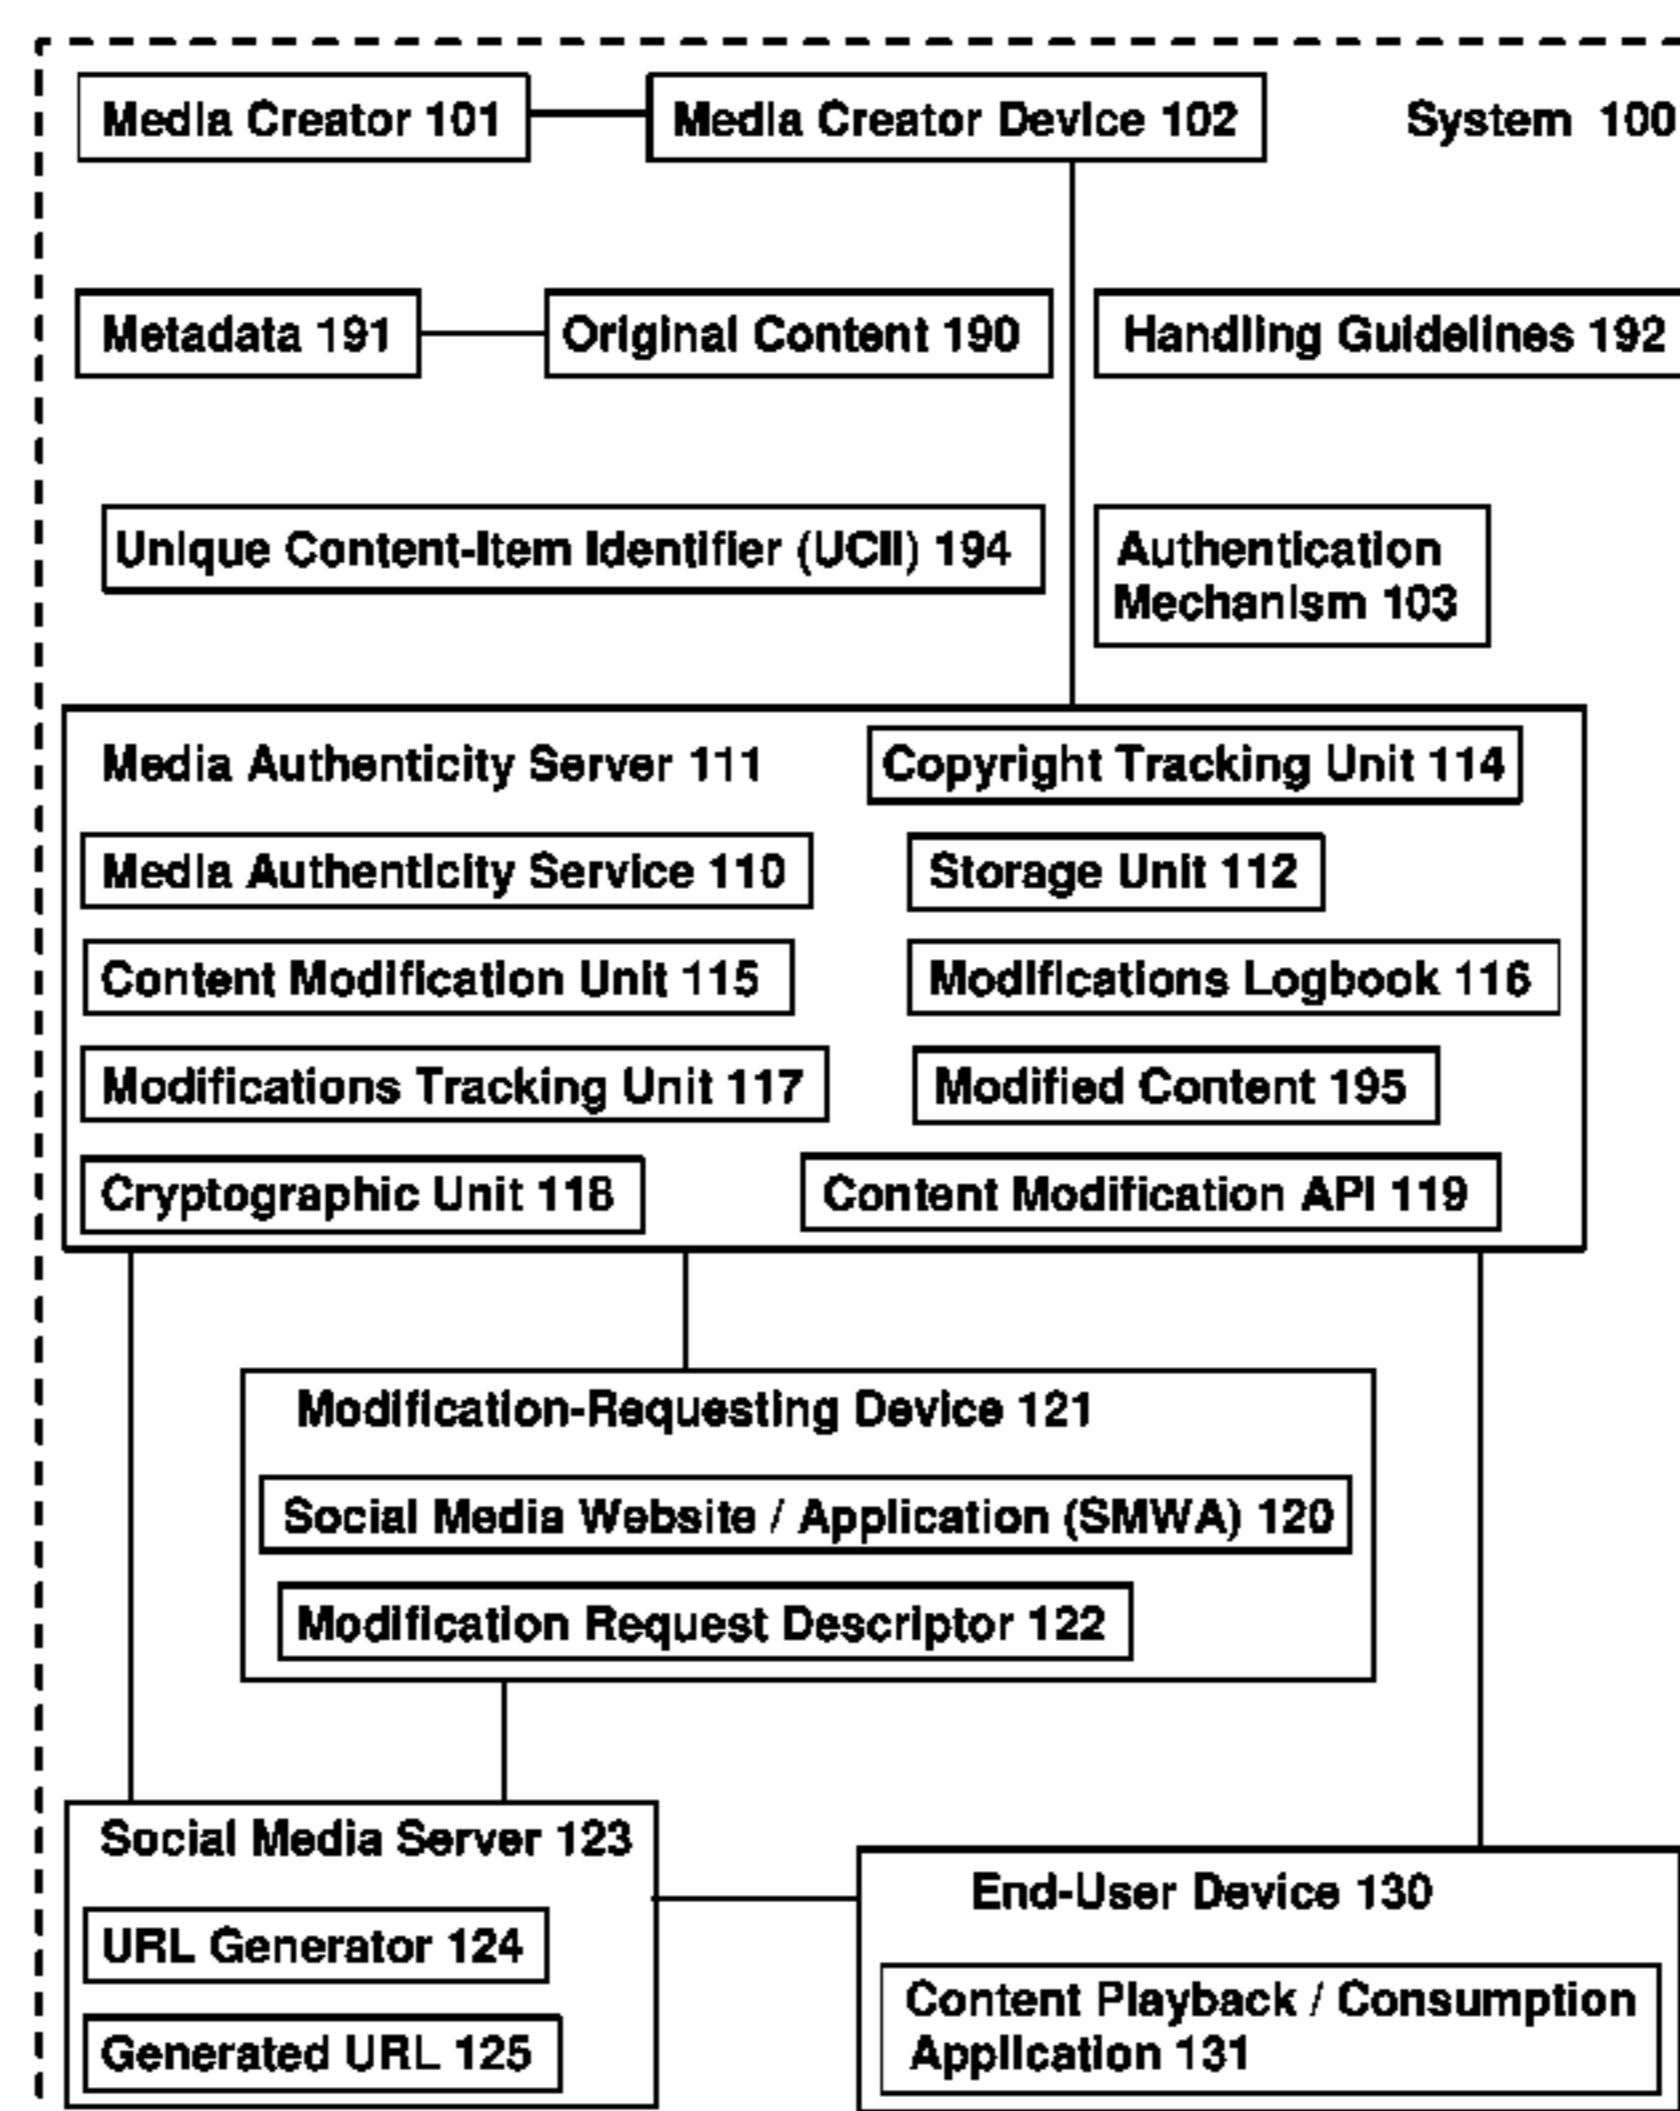 Media Creator 101
Media Creator Device 102
System 100
Metadata 191
Original Content 190
Handling Guidelines 192
Unique Content-Item Identifier (UCII) 194
Authentication
Mechanism 103
Media Authenticity Server 111
Copyright Tracking Unit 114
Media Authenticity Service 110
Storage Unit 112
Content Modification Unit 115
Modifications Logbook 116
Modifications Tracking Unit 117
Modified Content 195
Cryptographic Unit 118
Content Modification API 119
Modification-Requesting Device 121
Social Media Website / Application (SMWA) 120
Modification Request Descriptor 122
Social Media Server 123
URL Generator 124
Generated URL 125
End-User Device 130
Content Playback / Consumption
Application 131